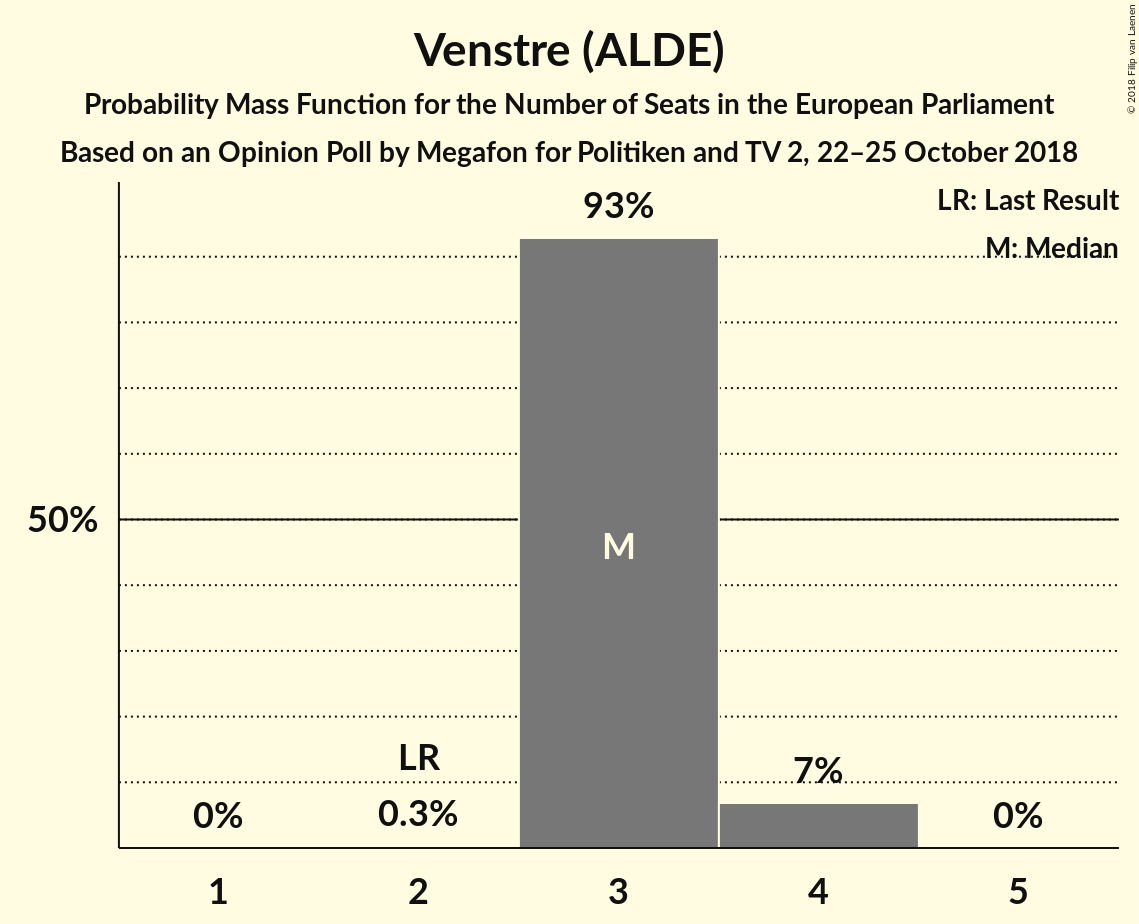 Venstre (ALDE)
Probability Mass Function for the Number of Seats in the European Parliament
Based on an Opinion Poll by Megafon for Politiken and TV 2, 22–25 October 2018
© 2018 Filip van Laenen
LR: Last Result
M: Median
93%
50%
M
LR
7%
0%
0.3%
0%
1
2
3
4
5